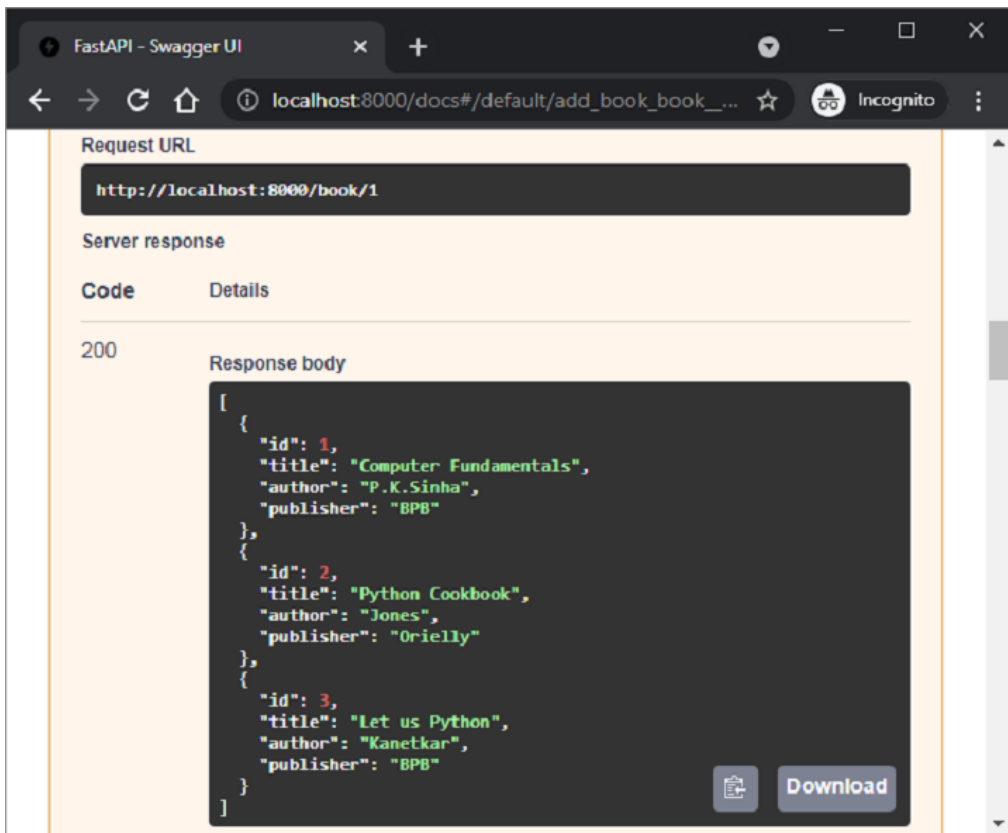 FastAPI - Swagger UI
localhost:8000/docs#/default/add_book_book__...
Incognito
Request URL
http://localhost:8000/book/1
Server response
Code Details
200
Response body
[
{
"id": 1,
"title": "Computer Fundamentals",
"author": "P.K.Sinha",
"publisher": "BPB"
},
{
"id": 2,
"title": "Python Cookbook",
"author": "Jones",
"publisher": "Orielly"
},
{
"id": 3,
"title": "Let us Python",
"author": "Kanetkar",
"publisher": "BPB"
}
]
Download